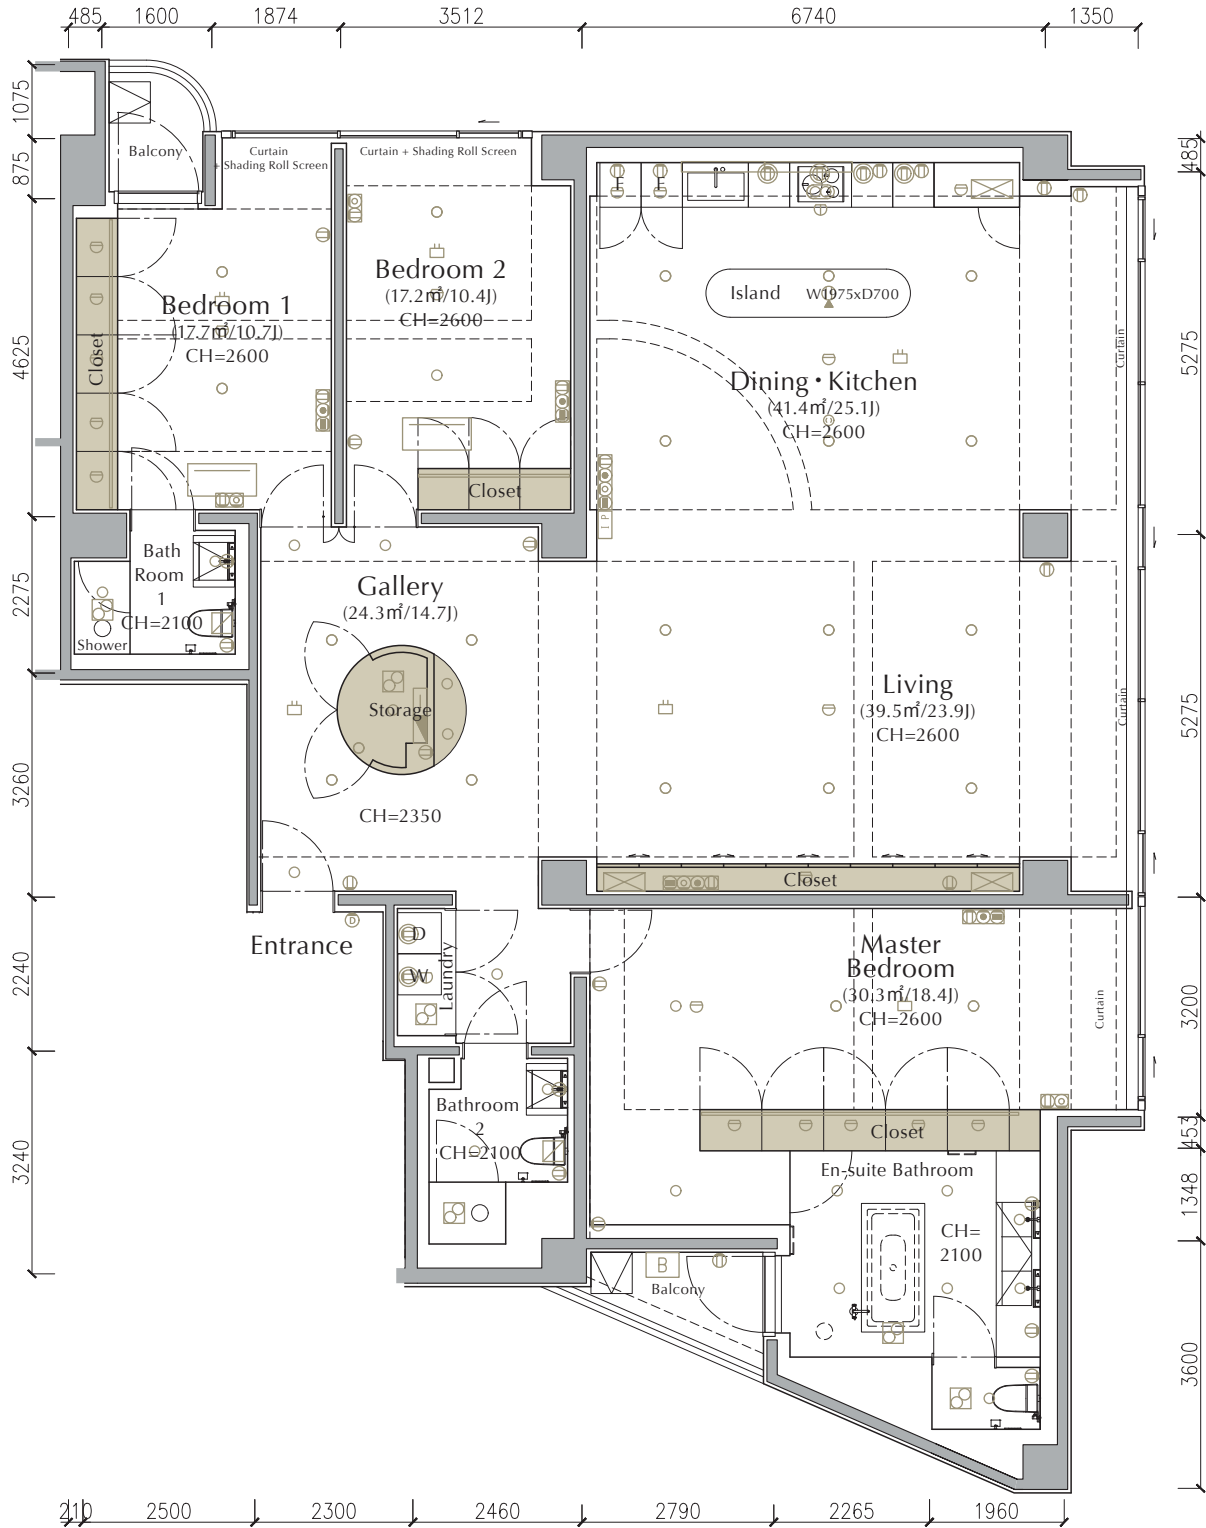 485
1600
1874
3512
6740
1350
1075
875
4625
2275
3260
2240
3240
485
5275
5275
3200
453
1348
3600
Balcony
Curtain
+ Shading Roll Screen
Curtain + Shading Roll Screen
F
F
Bedroom 1
(17.7㎡/10.7J)
CH=2600
Closet
Bedroom 2
(17.2㎡/10.4J)
CH=2600
Closet
Island
W1975xD700
Dining・Kitchen
(41.4㎡/25.1J)
CH=2600
Curtain
I P
Bath
Room
1
CH=2100
Shower
Gallery
(24.3㎡/14.7J)
Storage
CH=2350
Living
(39.5㎡/23.9J)
CH=2600
Curtain
Closet
Entrance
D
D
W
Laundry
Master
Bedroom
(30.3㎡/18.4J)
CH=2600
Curtain
Closet
Bathroom
2
CH=2100
En-suite Bathroom
CH=
2100
B
Balcony
210
2500
2300
2460
2790
2265
1960